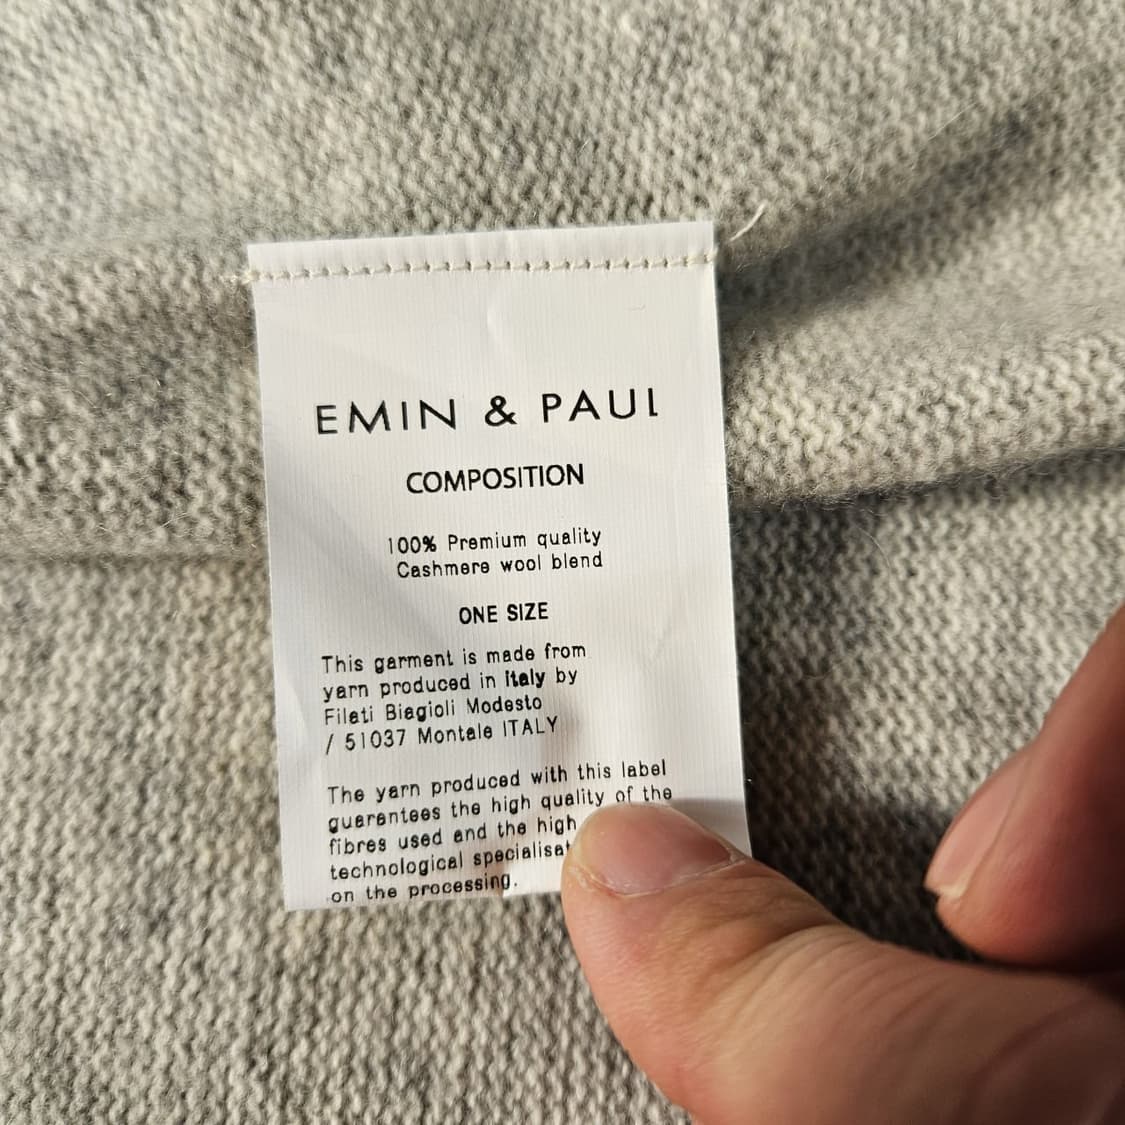 EMIN & PAUL
COMPOSITION
100% Premium quality
Cashmere wool blend
ONE SIZE
This garment is made from
yarn produced in Italy by
Filati Biagioli Modesto
/ 51037 Montale ITALY
The yarn produced with this label
guarantees the high quality of the
fibres used and the high
technological
on the processing.